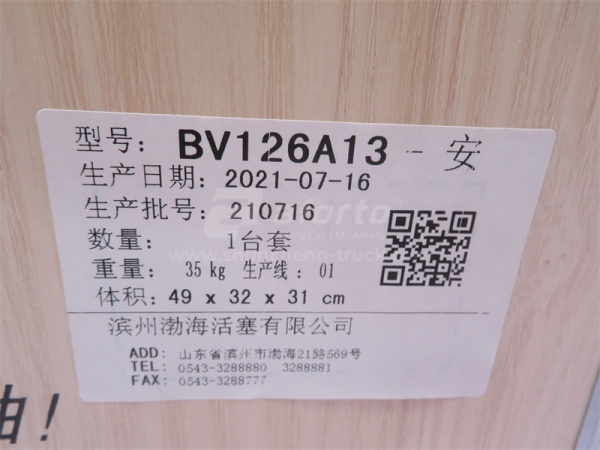 型号: BV126A13 - 安
生产日期: 2021-07-16
生产批号: 210716
数量: 1台套
重量: 35 kg 生产线: 01
体积: 49 x 32 x 31 cm
滨州渤海活塞有限公司
ADD: 山东省滨州市渤海21路569号
TEL: 0543-3288880 3288881
FAX: 0543-3288777
油!